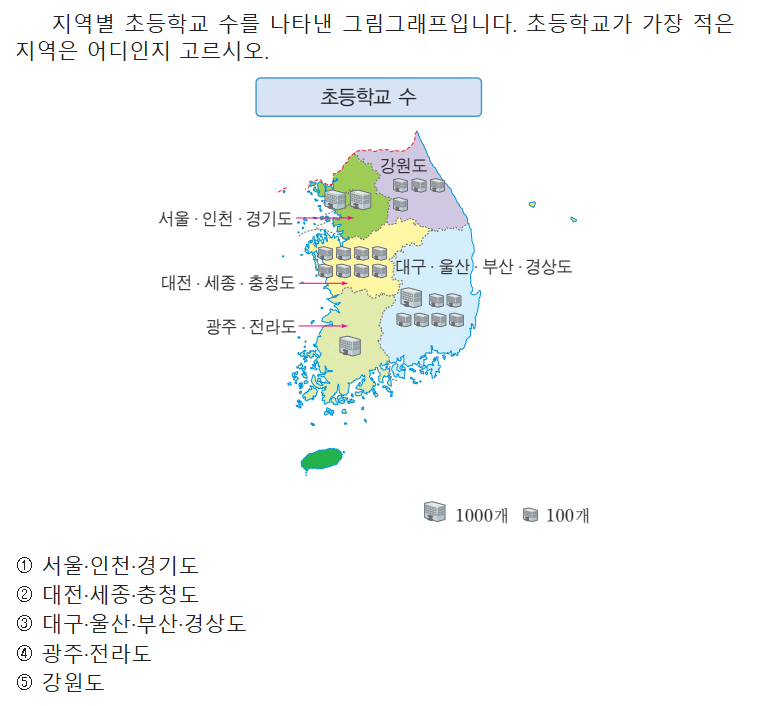 지역별 초등학교 수를 나타낸 그림그래프입니다. 초등학교가 가장 적은
지역은 어디인지 고르시오.
초등학교 수
강원도
서울·인천·경기도
대구·울산·부산·경상도
대전·세종·충청도
광주·전라도
1000개 100개
① 서울·인천·경기도
② 대전·세종·충청도
③ 대구·울산·부산·경상도
④ 광주·전라도
⑤ 강원도